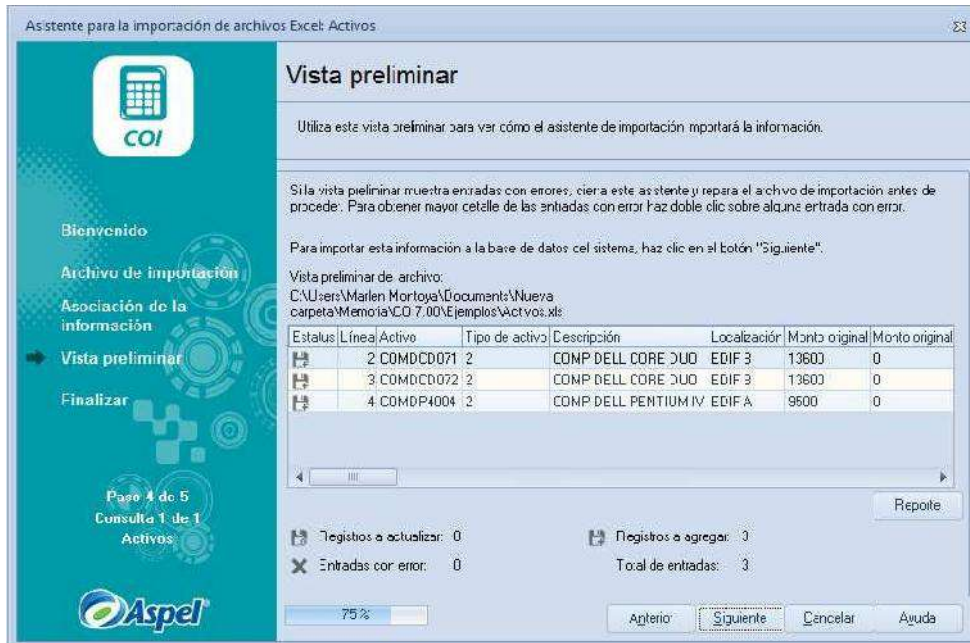 Asistente para la importación de archivos Excel: Activos
COI
Bienvenido
Archivo de importación
Asociación de la
información
Vista preliminar
Finalizar
Paso 4 de 5
Consulta 1 de 1
Activos
Aspel
Vista preliminar
Utiliza esta vista preliminar para ver cómo el asistente de importación importará la información.
Si la vista preliminar muestra entradas con errores, cierra este asistente y repara el archivo de importación antes de
proceder. Para obtener mayor detalle de las entradas con error haz doble clic sobre alguna entrada con error.
Para importar esta información a la base de datos del sistema, haz clic en el botón "Siguiente".
Vista preliminar del archivo:
C:\Users\Marlen Montoya\Documents\Nueva
carpeta\Memoria\CO 7.00\Ejemplos\Activos.xls
Estatus Línea Activo Tipo de activo Descripción Localización Monto original Monto original
2 COMDCD071 2 COMP DELL CORE DUO EDIF B 13600 0
3 COMDCD072 2 COMP DELL CORE DUO EDIF B 13600 0
4 COMDP4004 2 COMP DELL PENTIUM IV EDIF A 9500 0
Reporte
Registros a actualizar: 0 Registros a agregar: 3
Entradas con error: 0 Total de entradas: 3
75%
Anterior Siguiente Cancelar Ayuda